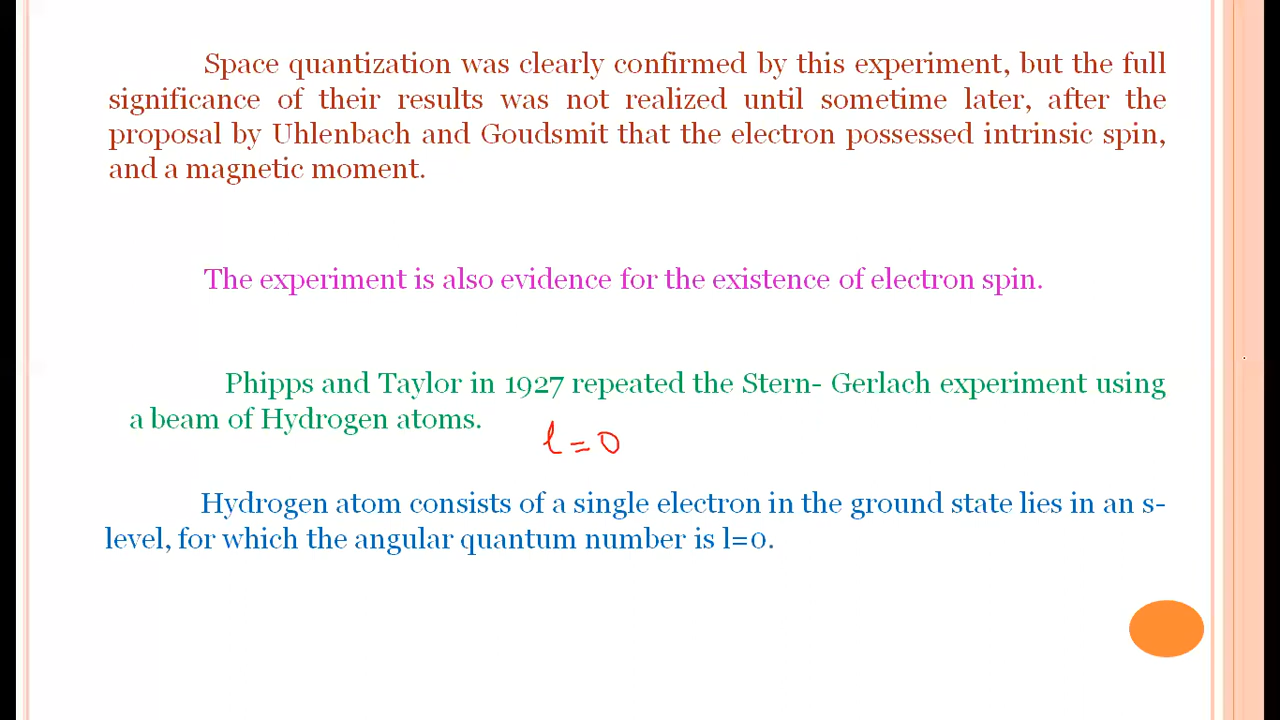 Space quantization was clearly confirmed by this experiment, but the full
significance of their results was not realized until sometime later, after the
proposal by Uhlenbach and Goudsmit that the electron possessed intrinsic spin,
and a magnetic moment.
The experiment is also evidence for the existence of electron spin.
Phipps and Taylor in 1927 repeated the Stern- Gerlach experiment using
a beam of Hydrogen atoms.
l=0
Hydrogen atom consists of a single electron in the ground state lies in an s-
level, for which the angular quantum number is l=0.